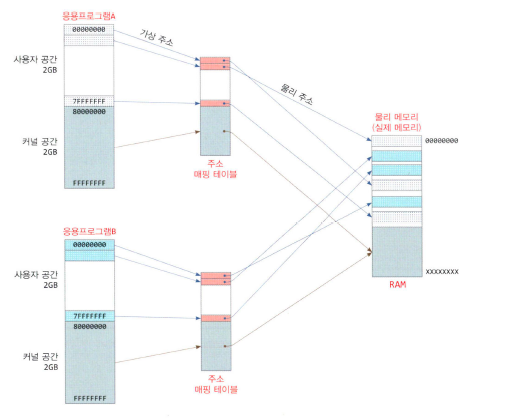 응용프로그램A
00000000
가상 주소
사용자 공간
2GB
물리 주소
7FFFFFFF
80000000
물리 메모리
(실제 메모리)
00000000
커널 공간
2GB
주소
매핑 테이블
FFFFFFFF
응용프로그램B
00000000
사용자 공간
2GB
XXXXXXXX
RAM
7FFFFFFF
80000000
커널 공간
2GB
주소
매핑 테이블
FFFFFFFF